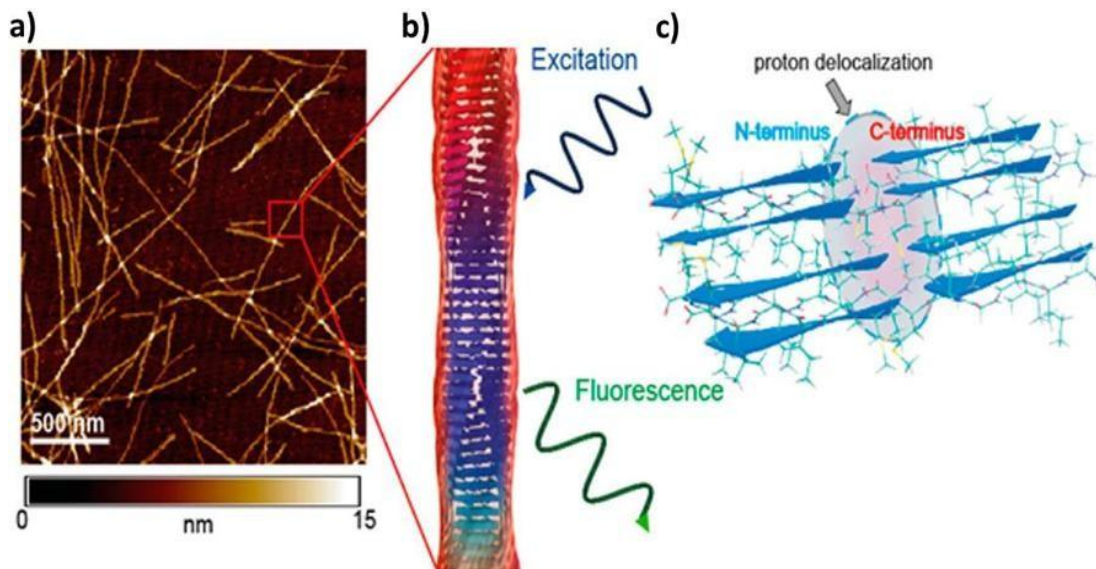 a)
b)
c)
Excitation
proton delocalization
N-terminus C-terminus
Fluorescence
500 nm
0 nm 15